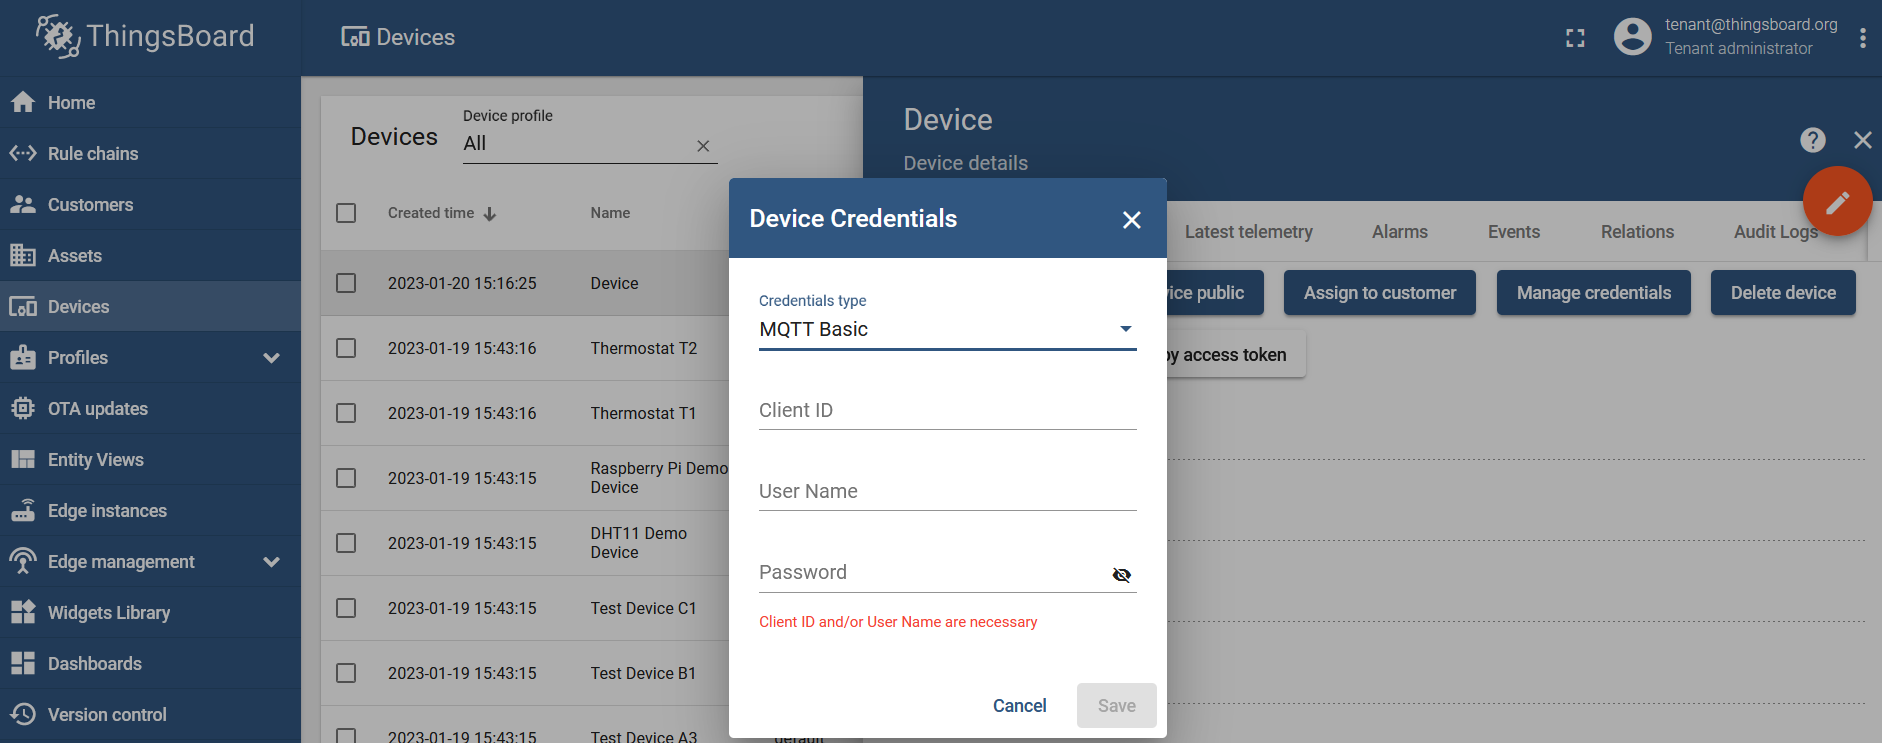 ThingsBoard
Devices
tenant@thingsboard.org
Tenant administrator
Home
Rule chains
Customers
Assets
Devices
Profiles
OTA updates
Entity Views
Edge instances
Edge management
Widgets Library
Dashboards
Version control
Devices
Device profile
All
Created time
Name
2023-01-20 15:16:25
Device
2023-01-19 15:43:16
Thermostat T2
2023-01-19 15:43:16
Thermostat T1
2023-01-19 15:43:15
Raspberry Pi Demo
Device
2023-01-19 15:43:15
DHT11 Demo
Device
2023-01-19 15:43:15
Test Device C1
2023-01-19 15:43:15
Test Device B1
2023-01-19 15:43:15
Test Device A3
default
Device
Device details
Latest telemetry
Alarms
Events
Relations
Audit Logs
public
Assign to customer
Manage credentials
Delete device
access token
Device Credentials
Credentials type
MQTT Basic
Client ID
User Name
Password
Client ID and/or User Name are necessary
Cancel
Save